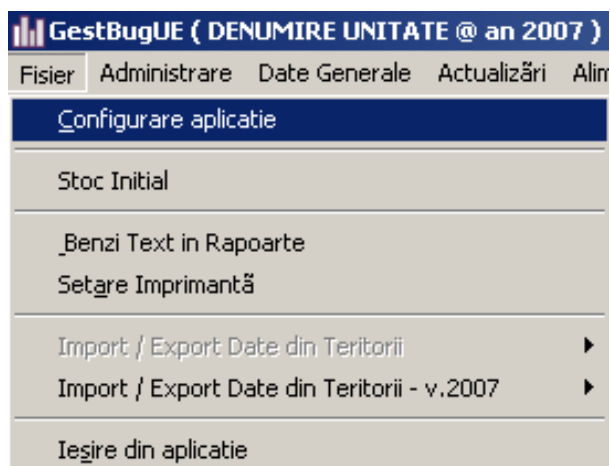 GestBugUE ( DENUMIRE UNITATE @ an 2007 )
Fisier Administrare Date Generale Actualizări
Configurare aplicatie
Stoc Initial
Benzi Text in Rapoarte
Setare Imprimantă
Import / Export Date din Teritorii
Import / Export Date din Teritorii - v.2007
Ieşire din aplicatie